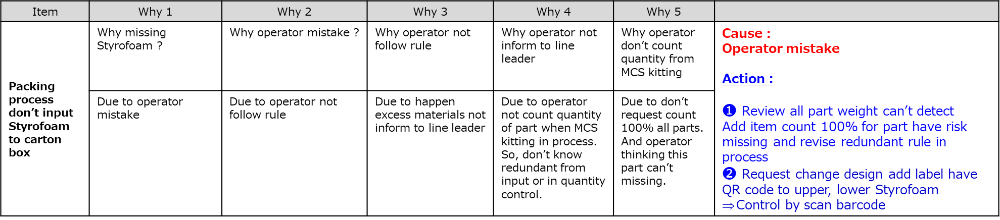 Item
Why 1
Why 2
Why 3
Why 4
Why 5
Packing
process
don't input
Styrofoam
to carton
box
Why missing
Styrofoam ?
Why operator mistake ?
Why operator not
follow rule
Why operator not
inform to line
leader
Why operator
don't count
quantity from
MCS kitting
Due to operator
mistake
Due to operator not
follow rule
Due to happen
excess materials not
inform to line leader
Due to operator
not count quantity
of part when MCS
kitting in process.
So, don't know
redundant from
input or in quantity
control.
Due to don't
request count
100% all parts.
And operator
thinking this
part can't
missing.
Cause :
Operator mistake
Action :
❶ Review all part weight can't detect
Add item count 100% for part have risk
missing and revise redundant rule in
process
❷ Request change design add label have
QR code to upper, lower Styrofoam
⇒Control by scan barcode